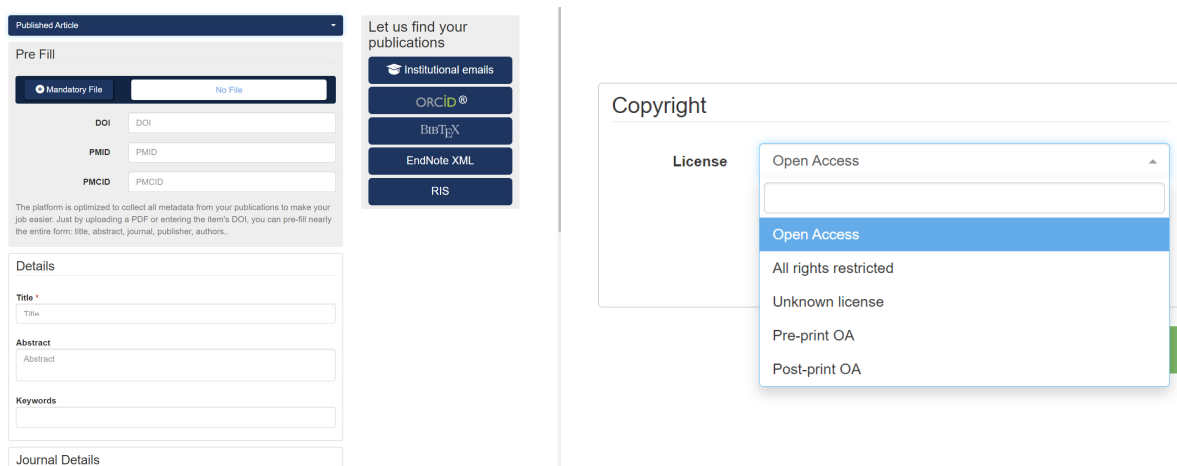 Published Article
Pre Fill
Mandatory File
No File
DOI
DOI
PMID
PMID
PMCID
PMCID
The platform is optimized to collect all metadata from your publications to make your
job easier. Just by uploading a PDF or entering the item's DOI, you can pre-fill nearly
the entire form: title, abstract, journal, publisher, authors..
Details
Title *
Title
Abstract
Abstract
Keywords
Journal Details
Let us find your
publications
Institutional emails
ORCiD ®
BibTeX
EndNote XML
RIS
Copyright
License
Open Access
Open Access
All rights restricted
Unknown license
Pre-print OA
Post-print OA